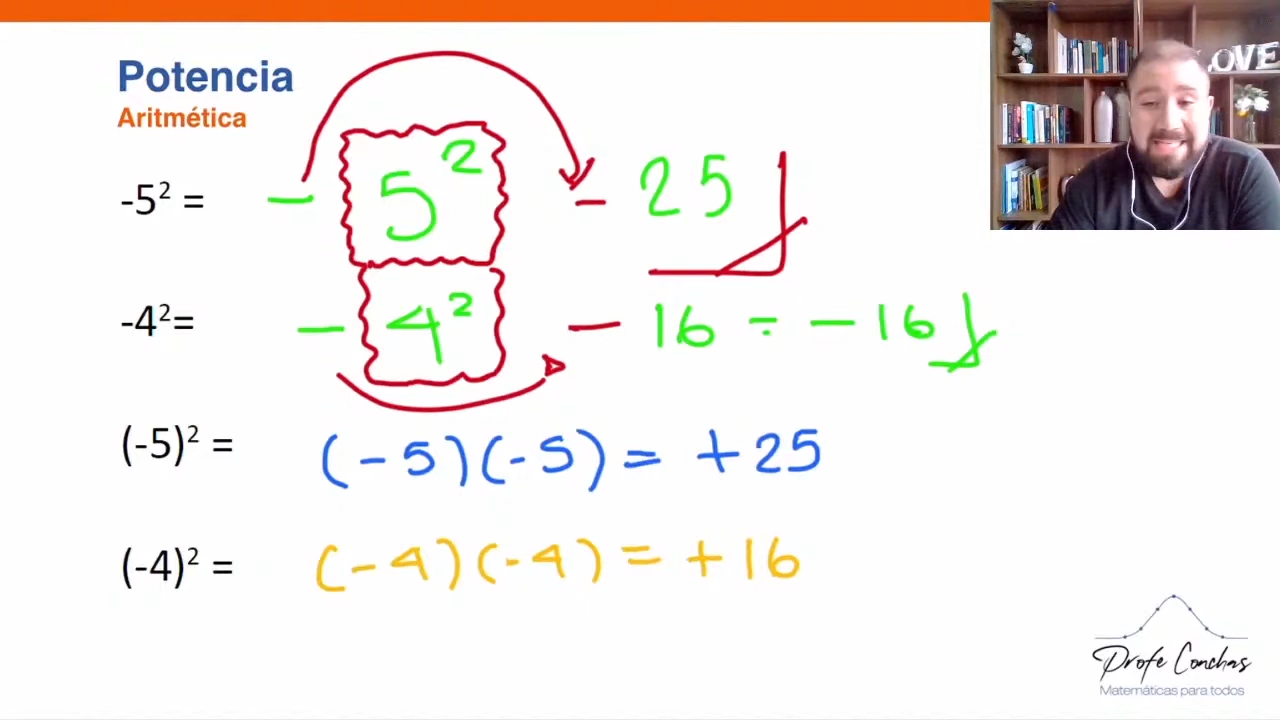 Potencia
Aritmética
-5² = - 5² - 25
-4²= - 4² - 16 = - 16
(-5)² = (-5)(-5) = +25
(-4)² = (-4)(-4) = +16
LOVE
Profe Conchas
Matemáticas para todos